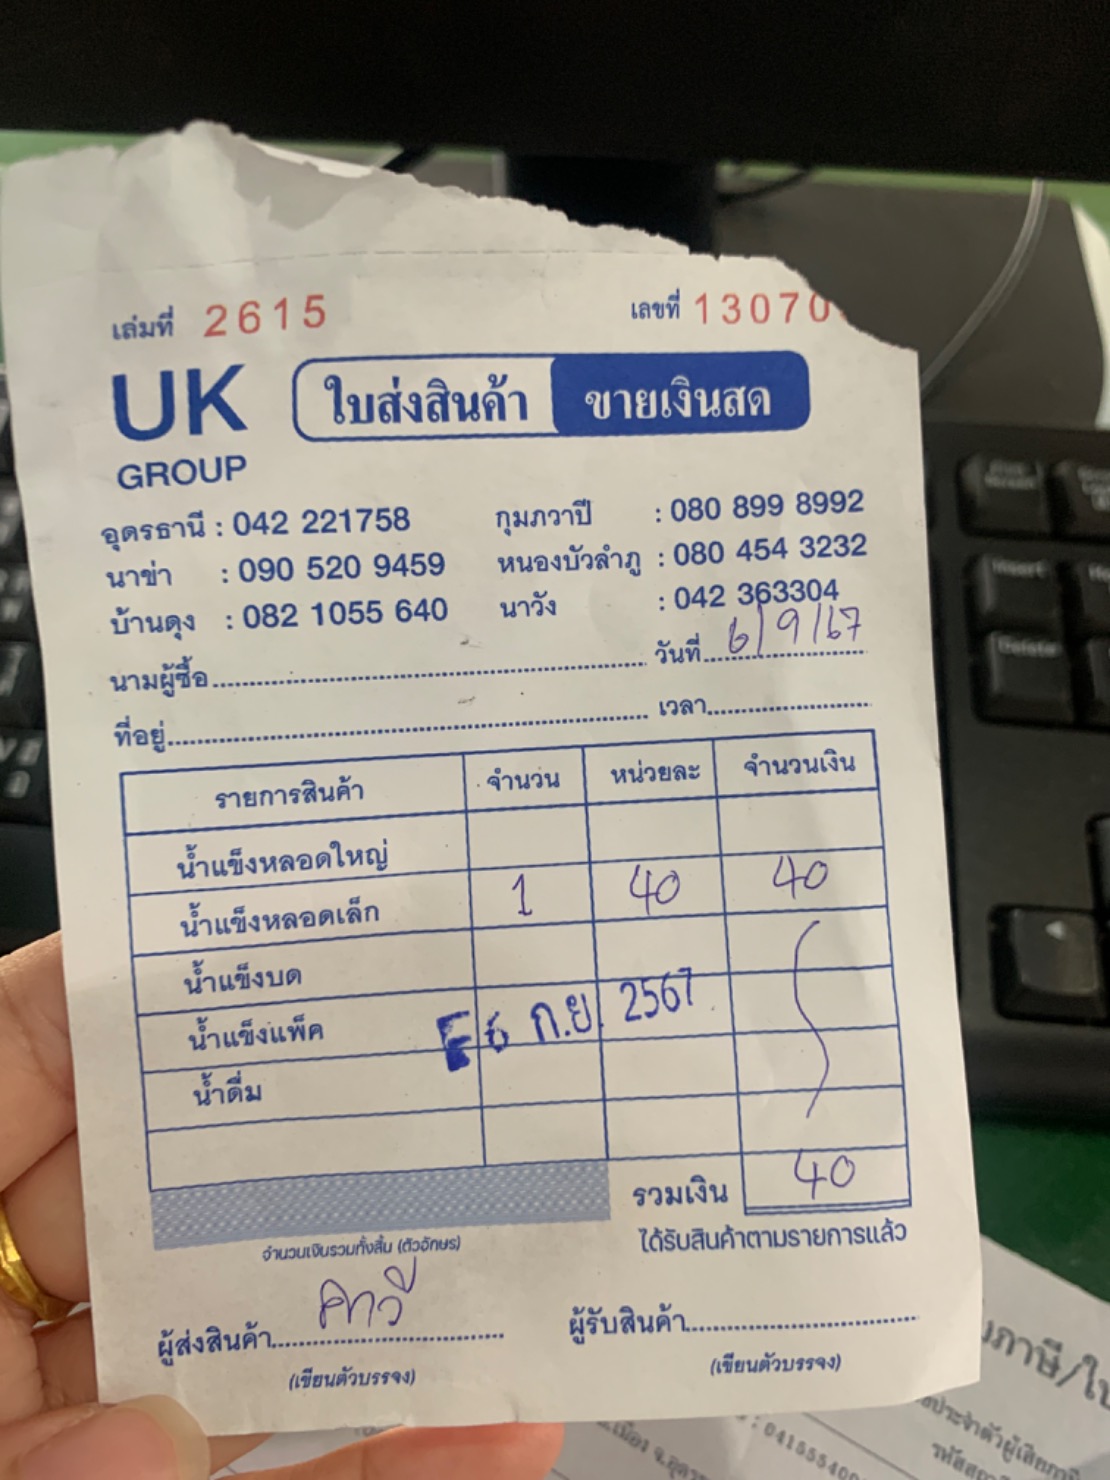 เล่มที่ 2615 เลขที่ 13070
UK GROUP
ใบส่งสินค้า ขายเงินสด
อุดรธานี : 042 221758 กุมภวาปี : 080 899 8992
นาข่า : 090 520 9459 หนองบัวลำภู : 080 454 3232
บ้านดุง : 082 1055 640 นาวัง : 042 363304
นามผู้ซื้อ วันที่ 6/9/67
ที่อยู่ เวลา
รายการสินค้า จำนวน หน่วยละ จำนวนเงิน
น้ำแข็งหลอดใหญ่
น้ำแข็งหลอดเล็ก 1 40 40
น้ำแข็งบด
น้ำแข็งแพ็ค 6 ก.ย. 2567
น้ำดื่ม
รวมเงิน 40
จำนวนเงินรวมทั้งสิ้น (ตัวอักษร) ได้รับสินค้าตามรายการแล้ว
ผู้ส่งสินค้า ผู้รับสินค้า
(เขียนตัวบรรจง) (เขียนตัวบรรจง)